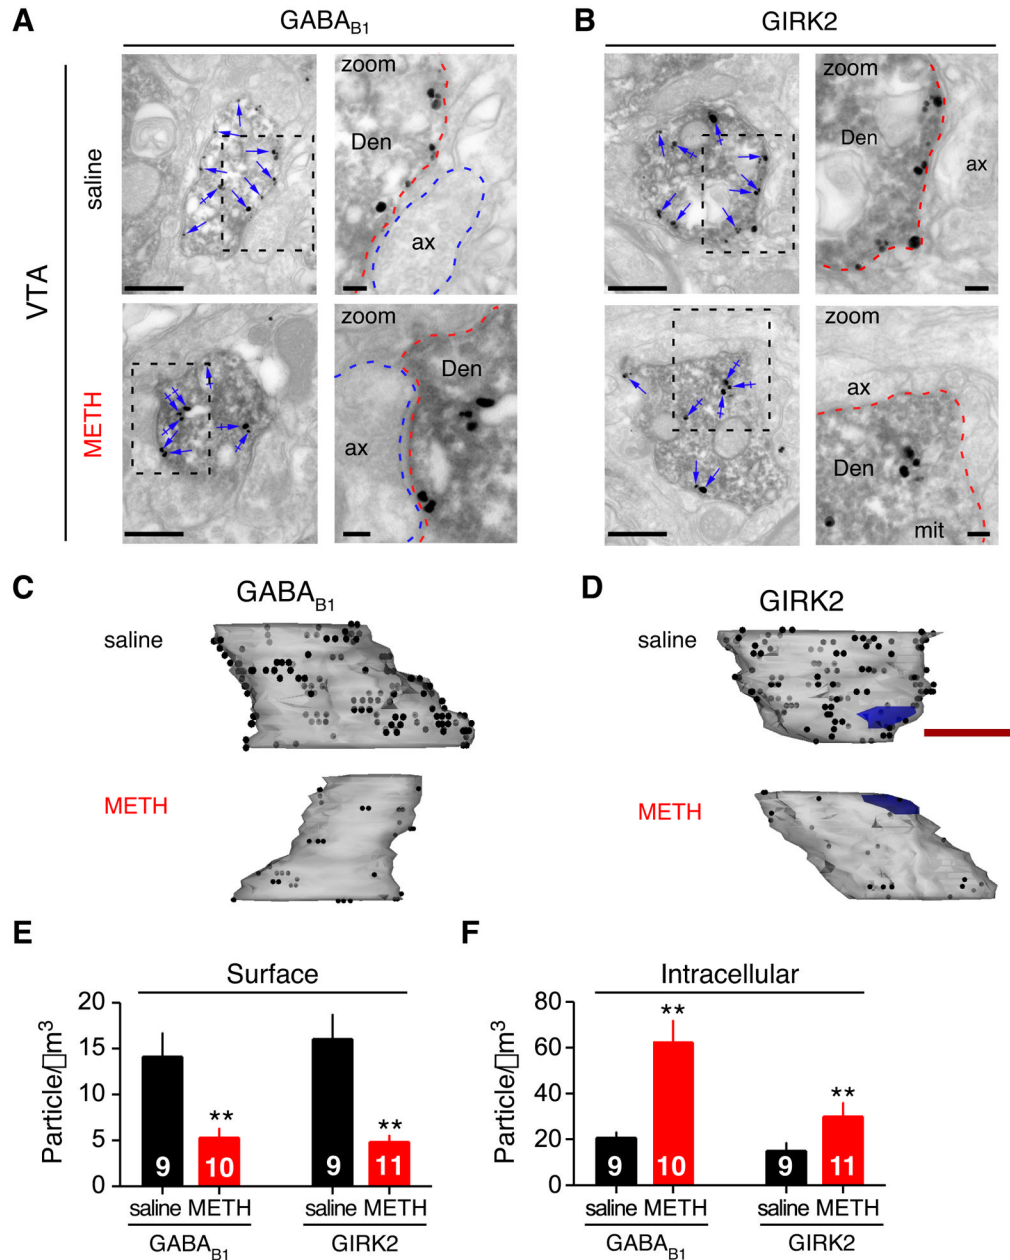 A
GABAB1
B
GIRK2
VTA
saline
zoom
Den
ax
zoom
Den
ax
METH
zoom
Den
ax
zoom
ax
Den
mit
C
GABAB1
saline
METH
D
GIRK2
saline
METH
E
Surface
Particle/□m³
20
15
10
5
0
9
**
10
9
**
11
saline METH
saline METH
GABAB1
GIRK2
F
Intracellular
Particle/□m³
80
60
40
20
0
9
**
10
9
**
11
saline METH
saline METH
GABAB1
GIRK2